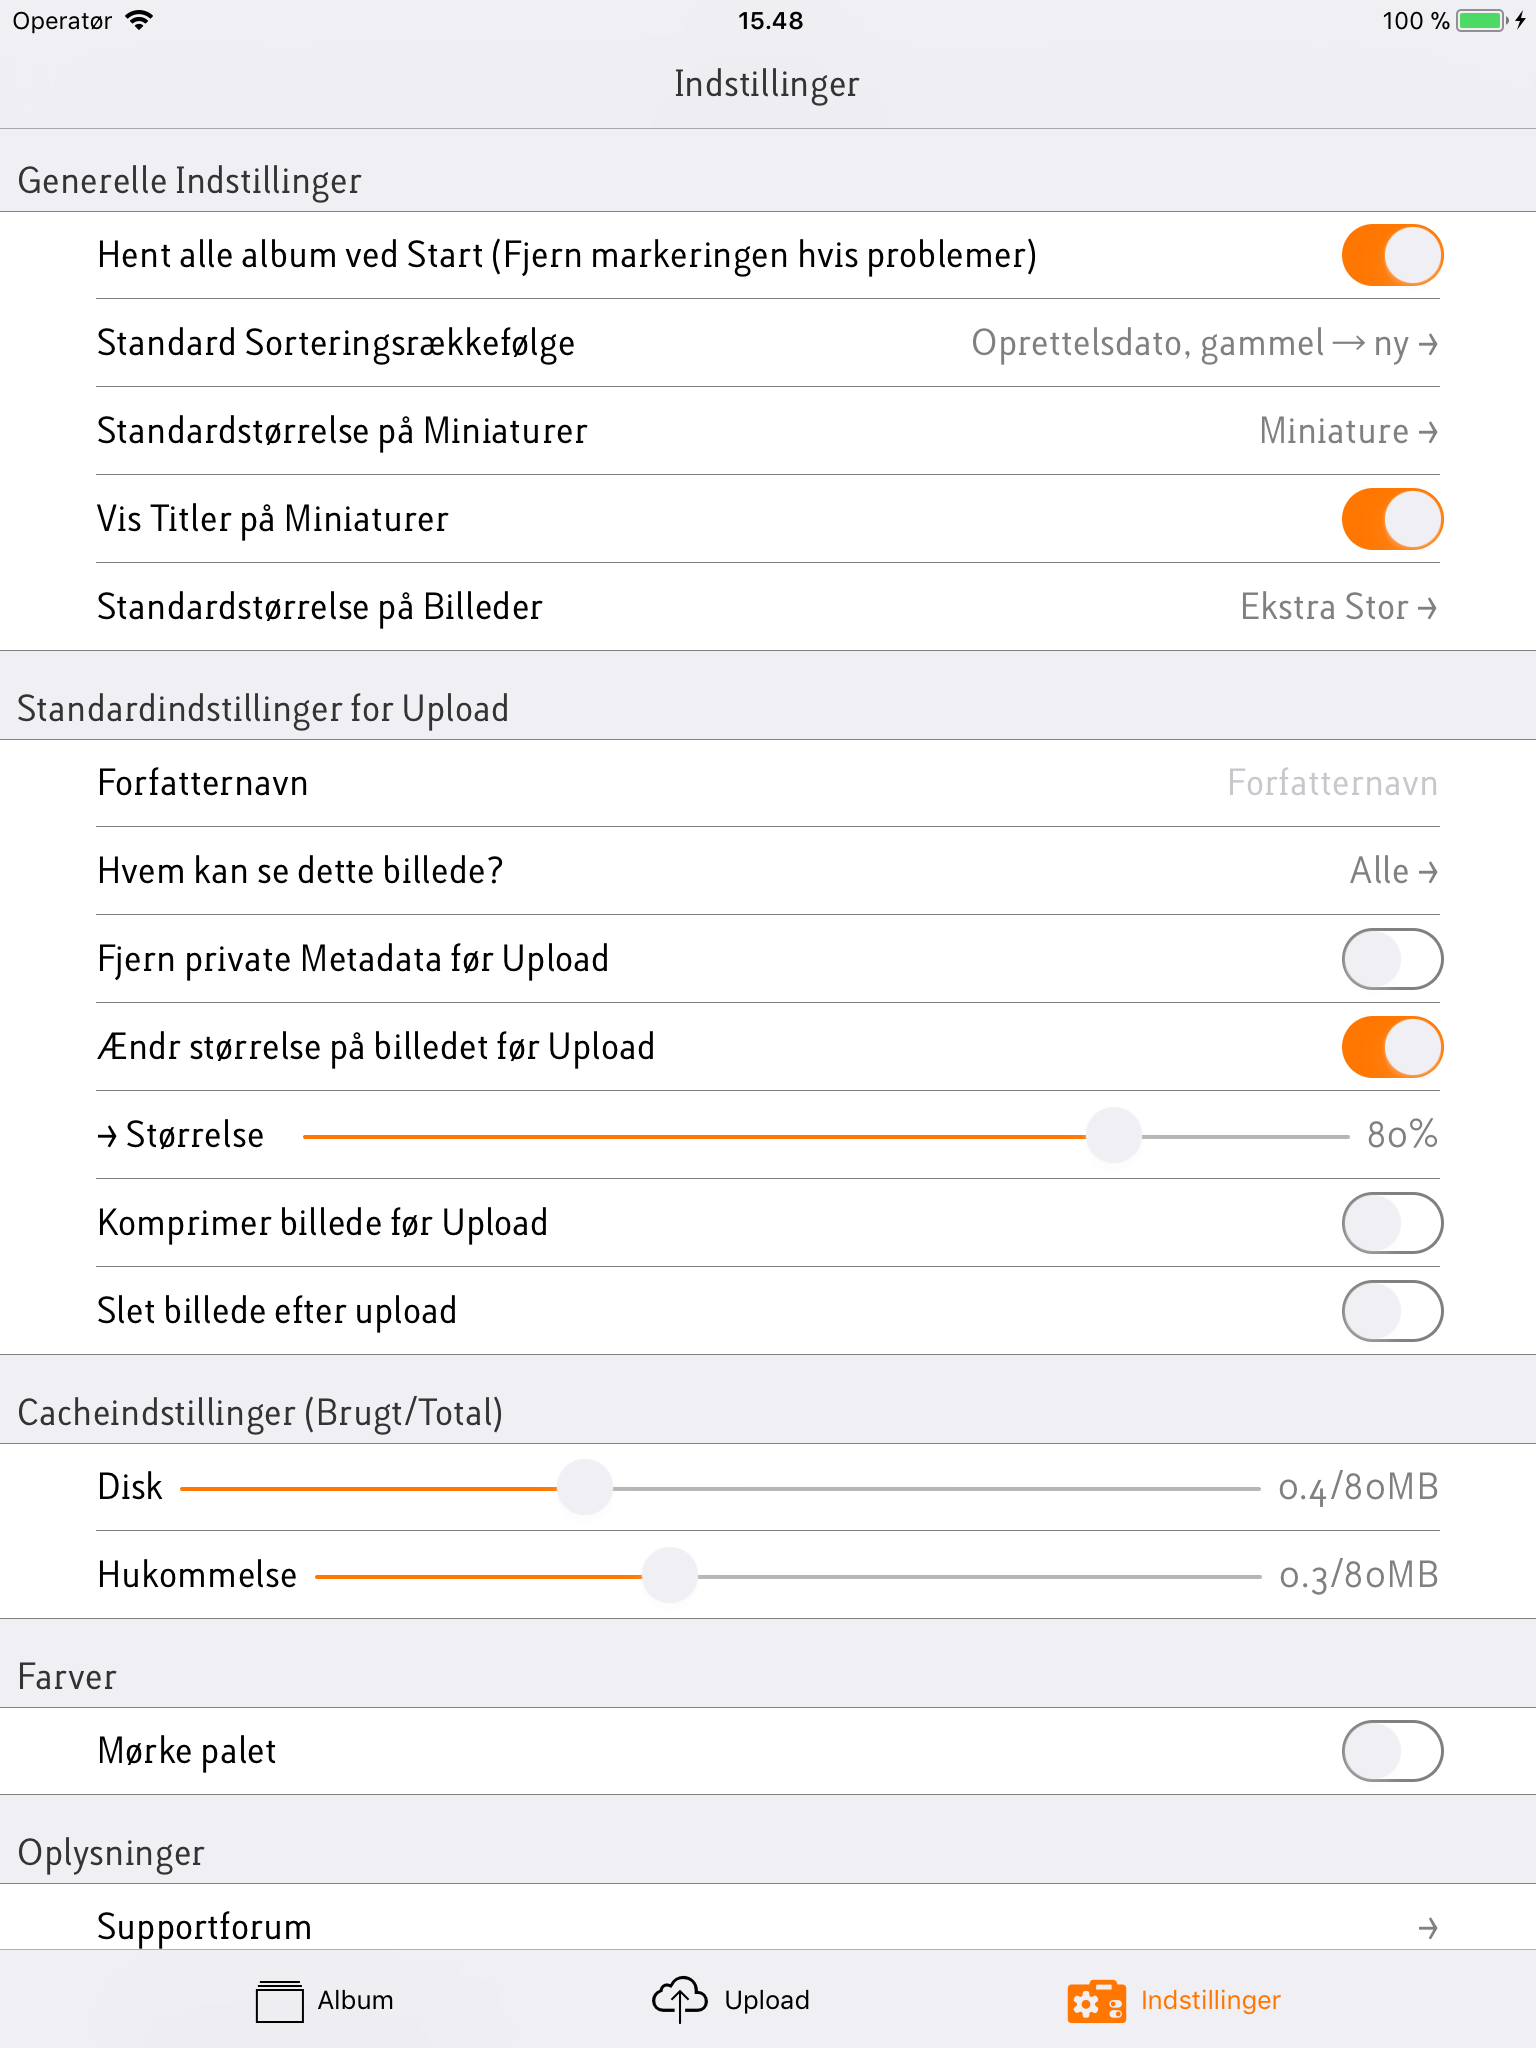 Operatør 15.48 100 %
Indstillinger
Generelle Indstillinger
Hent alle album ved Start (Fjern markeringen hvis problemer)
Standard Sorteringsrækkefølge Oprettelsdato, gammel → ny →
Standardstørrelse på Miniaturer Miniature →
Vis Titler på Miniaturer
Standardstørrelse på Billeder Ekstra Stor →
Standardindstillinger for Upload
Forfatternavn Forfatternavn
Hvem kan se dette billede? Alle →
Fjern private Metadata før Upload
Ændr størrelse på billedet før Upload
→ Størrelse 80%
Komprimer billede før Upload
Slet billede efter upload
Cacheindstillinger (Brugt/Total)
Disk 0.4/80MB
Hukommelse 0.3/80MB
Farver
Mørke palet
Oplysninger
Supportforum →
Album Upload Indstillinger